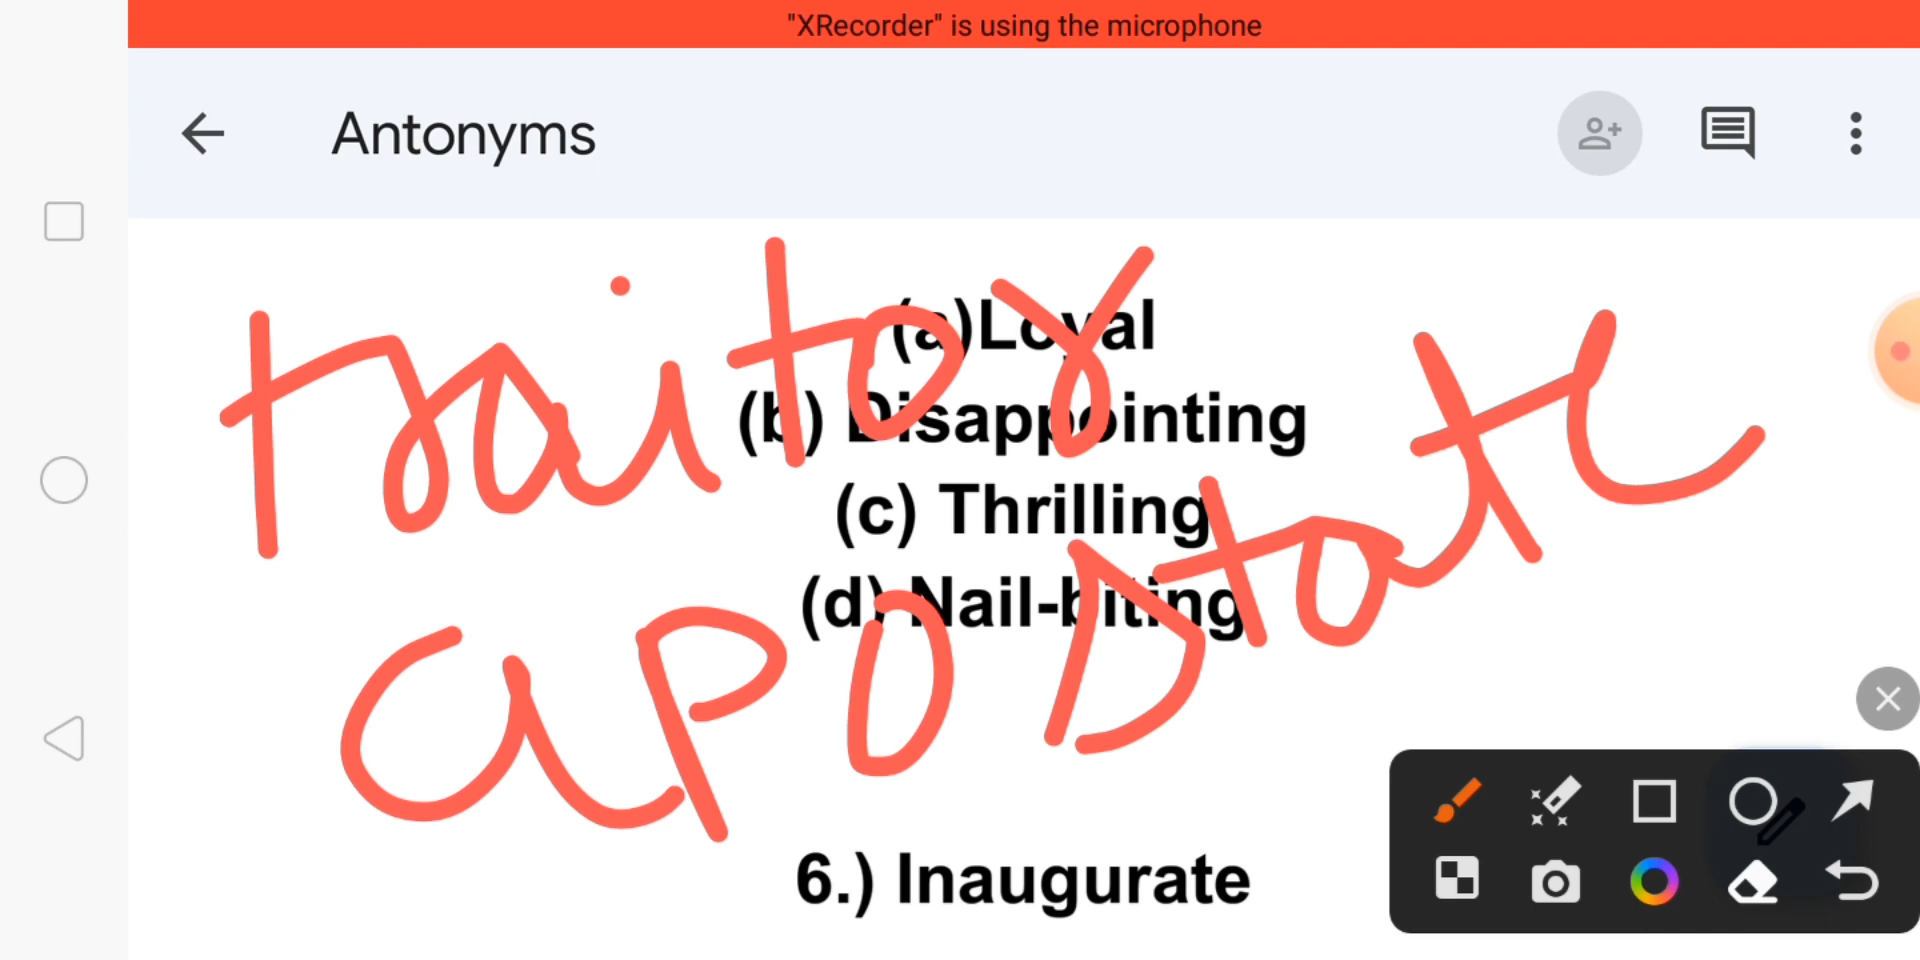 "XRecorder" is using the microphone
Antonyms
traitor
(a)Loyal
(b) Disappointing
(c) Thrilling
(d) Nail-biting
apostate
6.) Inaugurate